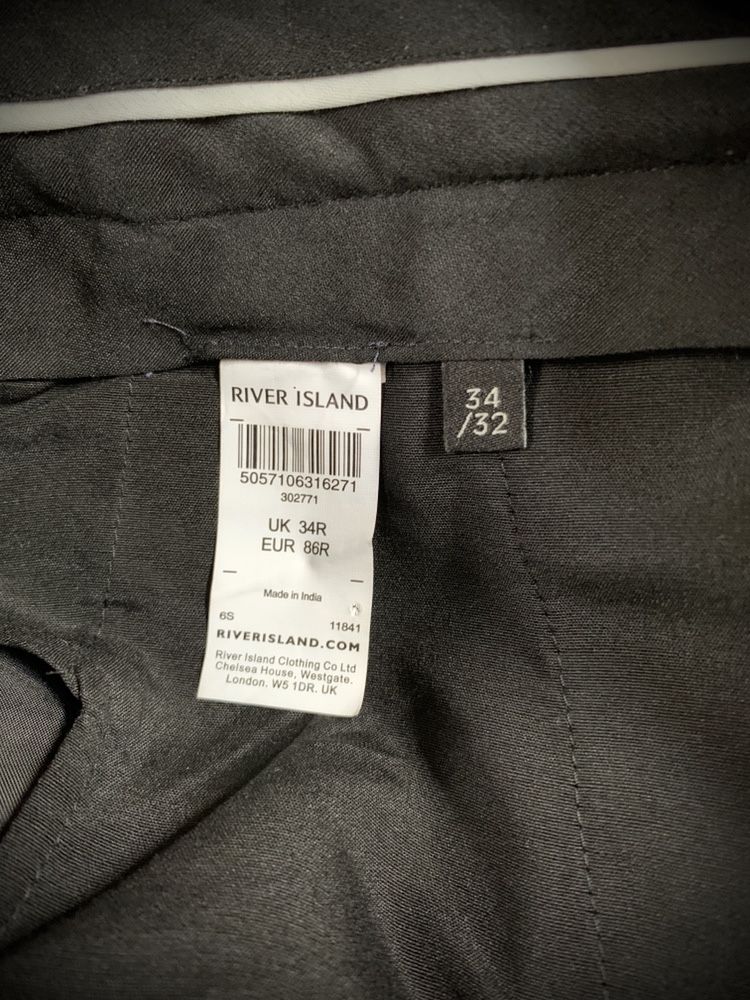 RIVER ISLAND
5057106316271
302771
UK 34R
EUR 86R
Made in India
6S 11841
RIVERISLAND.COM
River Island Clothing Co Ltd
Chelsea House, Westgate.
London. W5 1DR. UK
34
/32